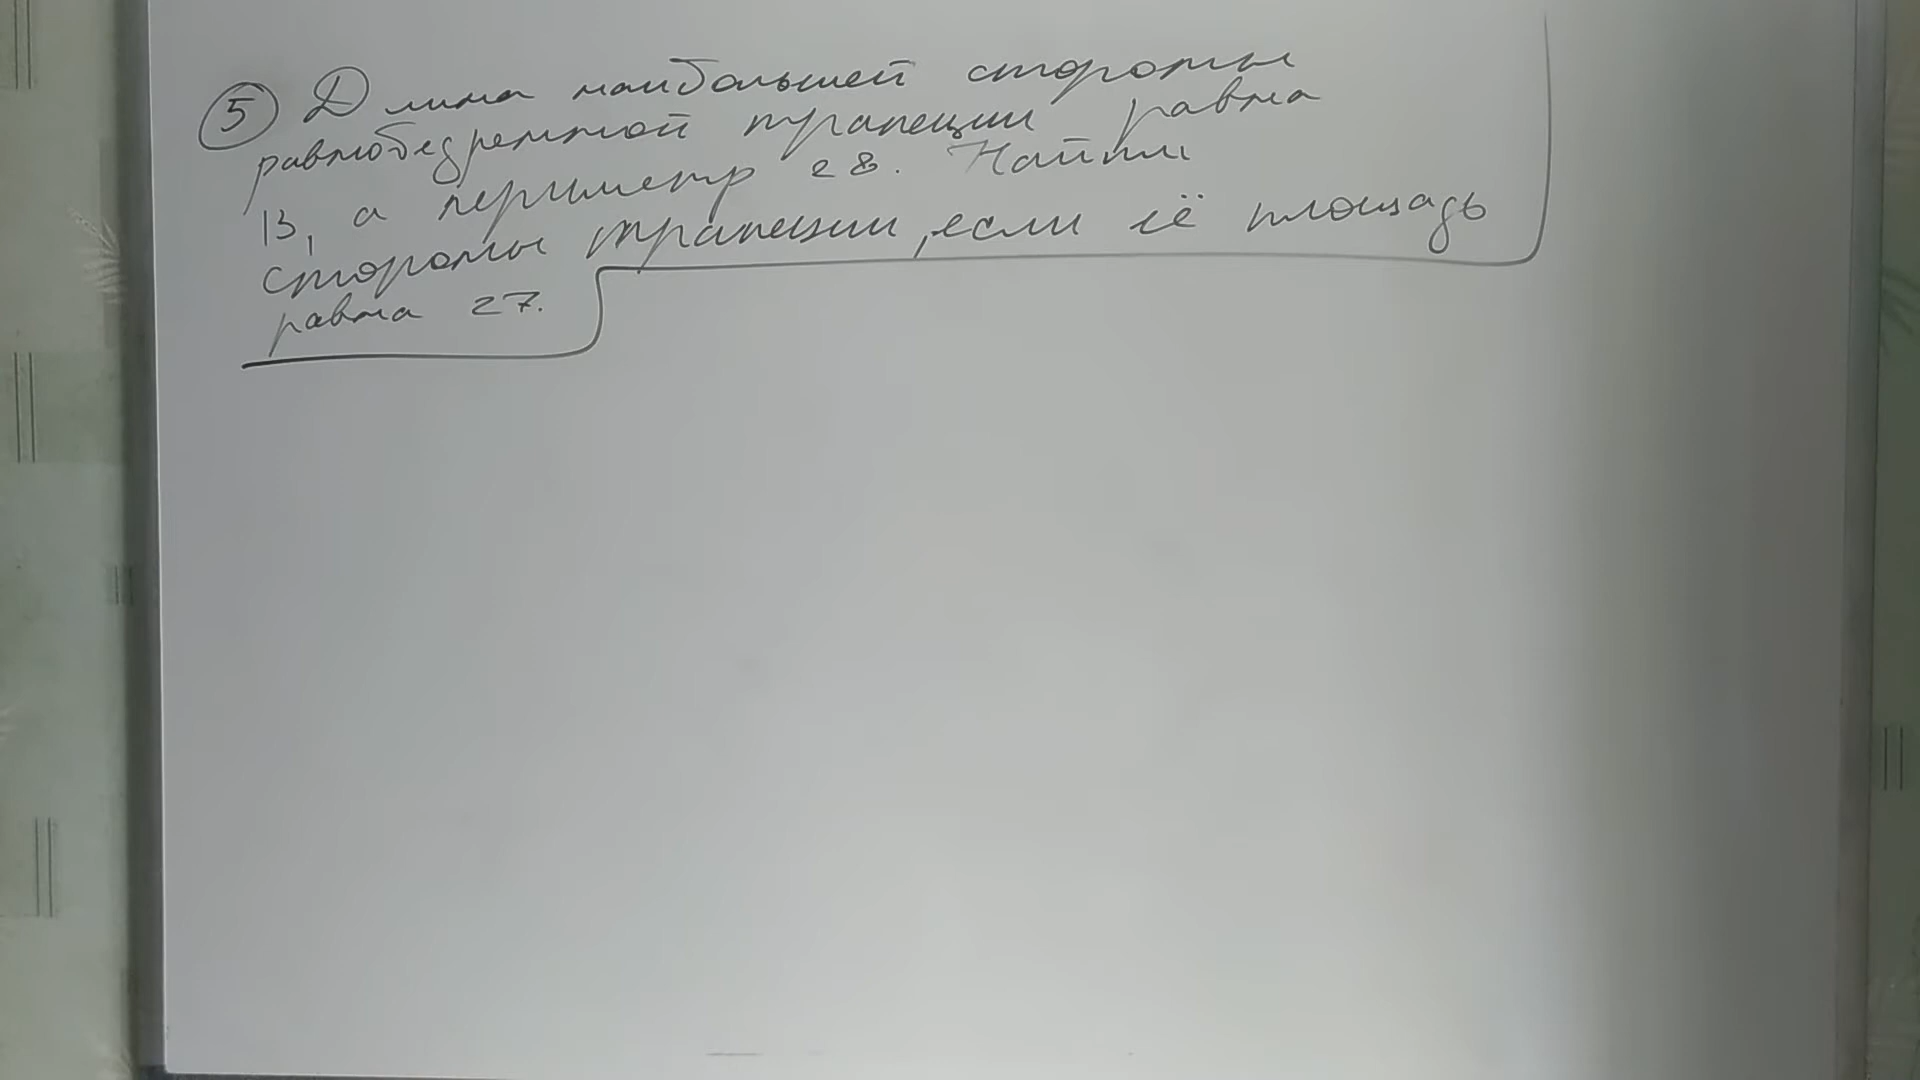 5 Длина наибольшей стороны
равнобедренной трапеции равна
13, а периметр 28. Найти
стороны трапеции, если её площадь
равна 27.